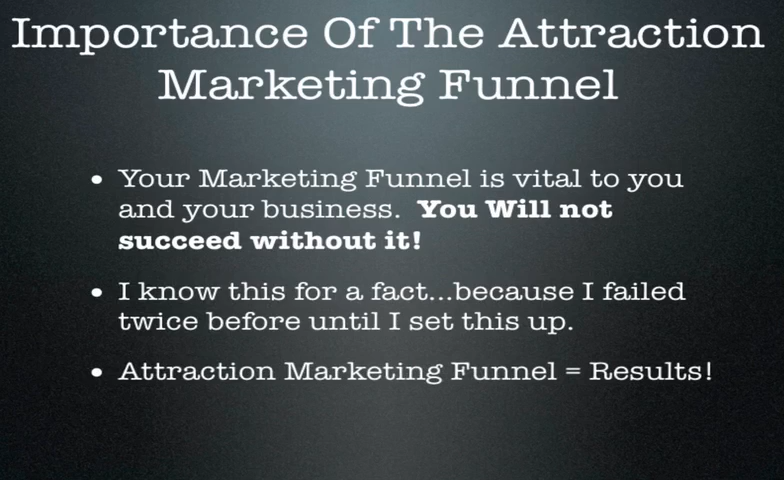 Importance Of The Attraction
Marketing Funnel
• Your Marketing Funnel is vital to you
and your business.  You Will not
succeed without it!
• I know this for a fact...because I failed
twice before until I set this up.
• Attraction Marketing Funnel = Results!